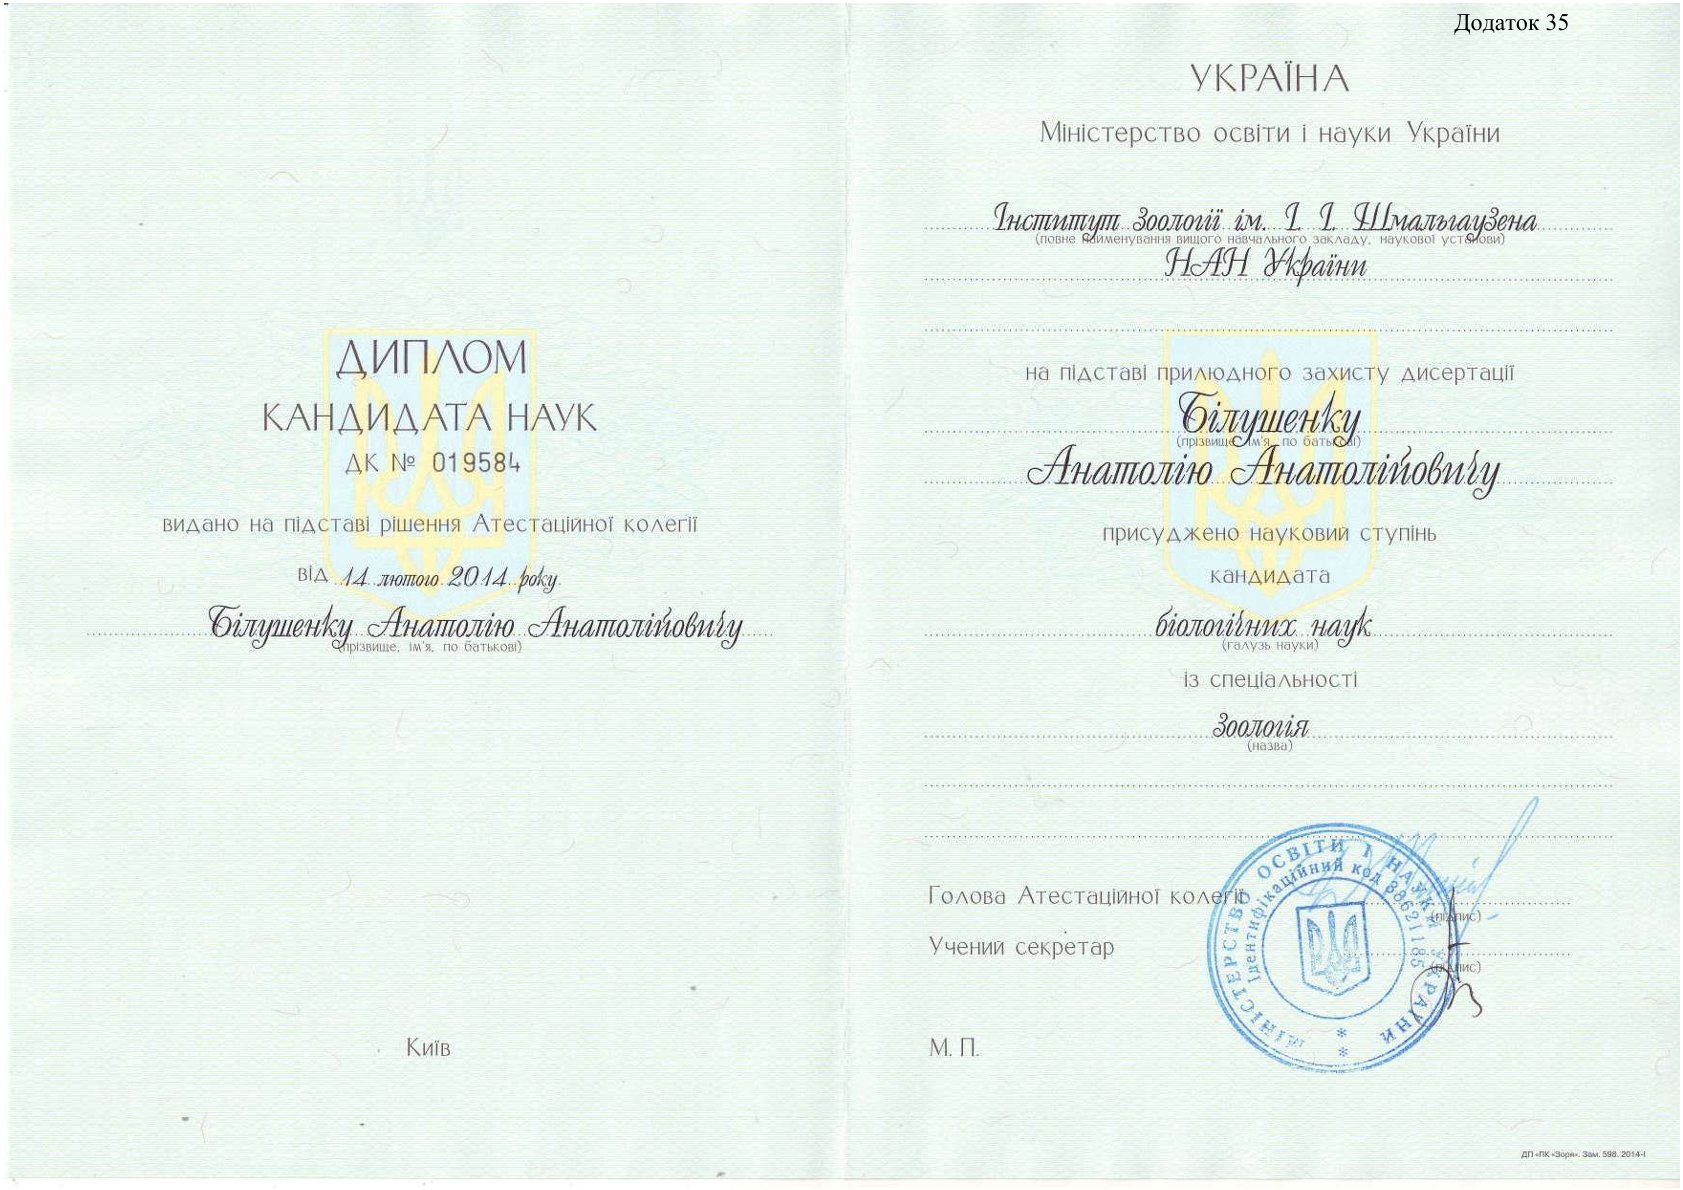 Додаток 35
ДИПЛОМ
КАНДИДАТА НАУК
ДК № 019584
видано на підставі рішення Атестаційної колегії
від 14 лютого 2014 року
Білушенку Анатолію Анатолійовичу
(прізвище, ім'я, по батькові)
Київ
УКРАЇНА
Міністерство освіти і науки України
Інститут зоології ім. І. І. Шмальгаузена
(повне найменування вищого навчального закладу, наукової установи)
НАН України
на підставі прилюдного захисту дисертації
Білушенку
(прізвище, ім'я, по батькові)
Анатолію Анатолійовичу
присуджено науковий ступінь
кандидата
біологічних наук
(галузь науки)
із спеціальності
зоологія
(назва)
Голова Атестаційної колегії
(підпис)
Учений секретар
(підпис)
М. П.
МІНІСТЕРСТВО ОСВІТИ І НАУКИ УКРАЇНИ
Ідентифікаційний код 38621185
ДП «ПК «Зоря». Зам. 598. 2014-І